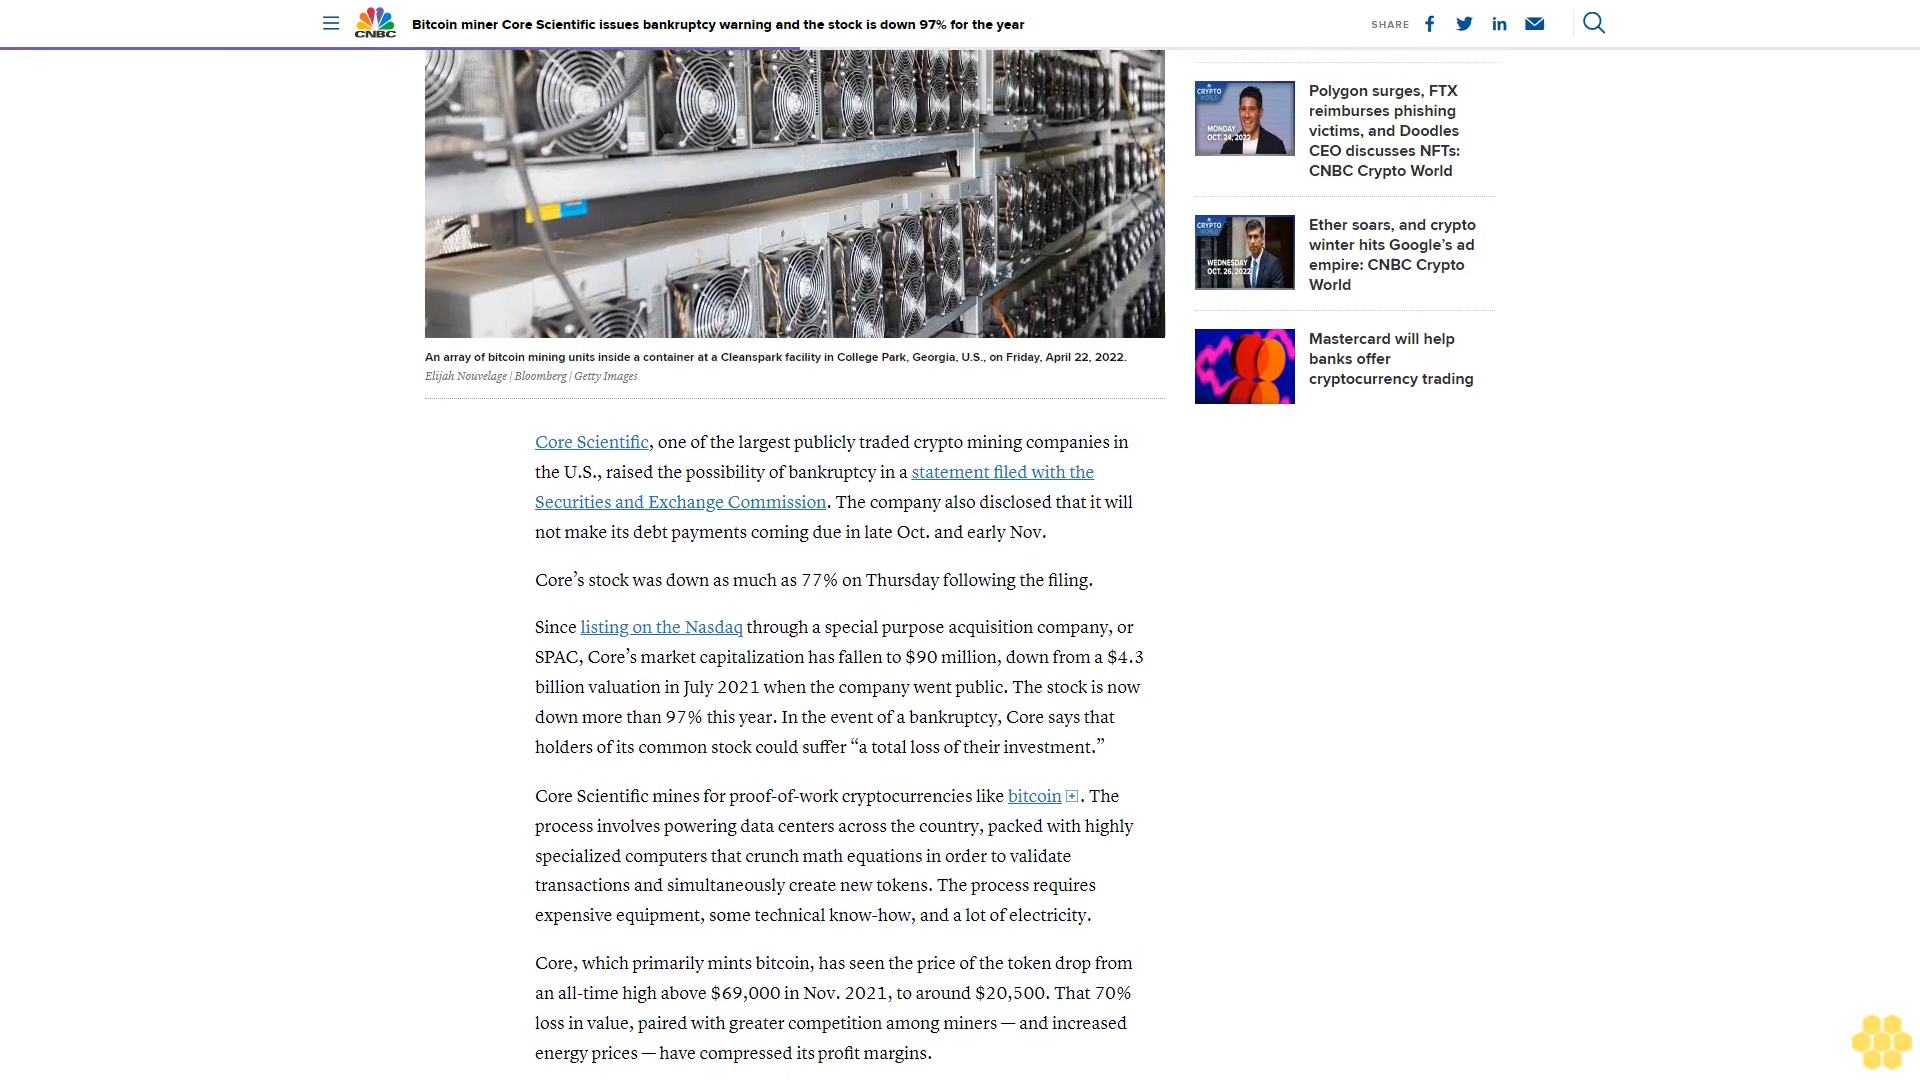 CNBC
Bitcoin miner Core Scientific issues bankruptcy warning and the stock is down 97% for the year
SHARE
An array of bitcoin mining units inside a container at a Cleanspark facility in College Park, Georgia, U.S., on Friday, April 22, 2022.
Elijah Nouvelage | Bloomberg | Getty Images
Core Scientific, one of the largest publicly traded crypto mining companies in
the U.S., raised the possibility of bankruptcy in a statement filed with the
Securities and Exchange Commission. The company also disclosed that it will
not make its debt payments coming due in late Oct. and early Nov.
Core’s stock was down as much as 77% on Thursday following the filing.
Since listing on the Nasdaq through a special purpose acquisition company, or
SPAC, Core’s market capitalization has fallen to $90 million, down from a $4.3
billion valuation in July 2021 when the company went public. The stock is now
down more than 97% this year. In the event of a bankruptcy, Core says that
holders of its common stock could suffer “a total loss of their investment.”
Core Scientific mines for proof-of-work cryptocurrencies like bitcoin. The
process involves powering data centers across the country, packed with highly
specialized computers that crunch math equations in order to validate
transactions and simultaneously create new tokens. The process requires
expensive equipment, some technical know-how, and a lot of electricity.
Core, which primarily mints bitcoin, has seen the price of the token drop from
an all-time high above $69,000 in Nov. 2021, to around $20,500. That 70%
loss in value, paired with greater competition among miners — and increased
energy prices — have compressed its profit margins.
CRYPTO
WORLD
MONDAY
OCT. 24, 2022
Polygon surges, FTX
reimburses phishing
victims, and Doodles
CEO discusses NFTs:
CNBC Crypto World
CRYPTO
WORLD
WEDNESDAY
OCT. 26, 2022
Ether soars, and crypto
winter hits Google’s ad
empire: CNBC Crypto
World
Mastercard will help
banks offer
cryptocurrency trading